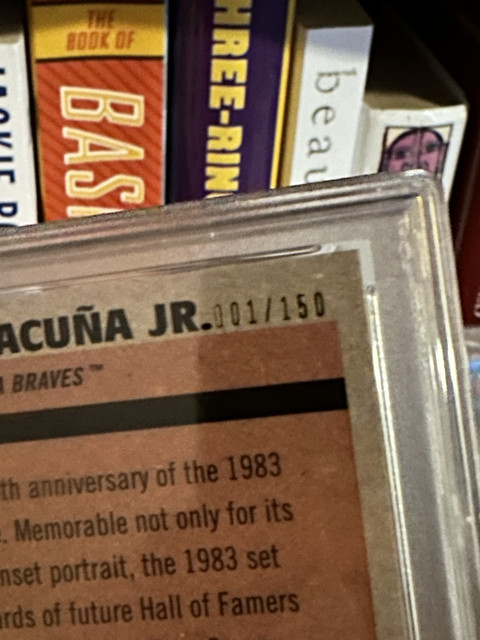 THE
BOOK OF
BAS
HREE-RING
beau
ACUÑA JR. 001/150
BRAVES™
th anniversary of the 1983
. Memorable not only for its
nset portrait, the 1983 set
ards of future Hall of Famers